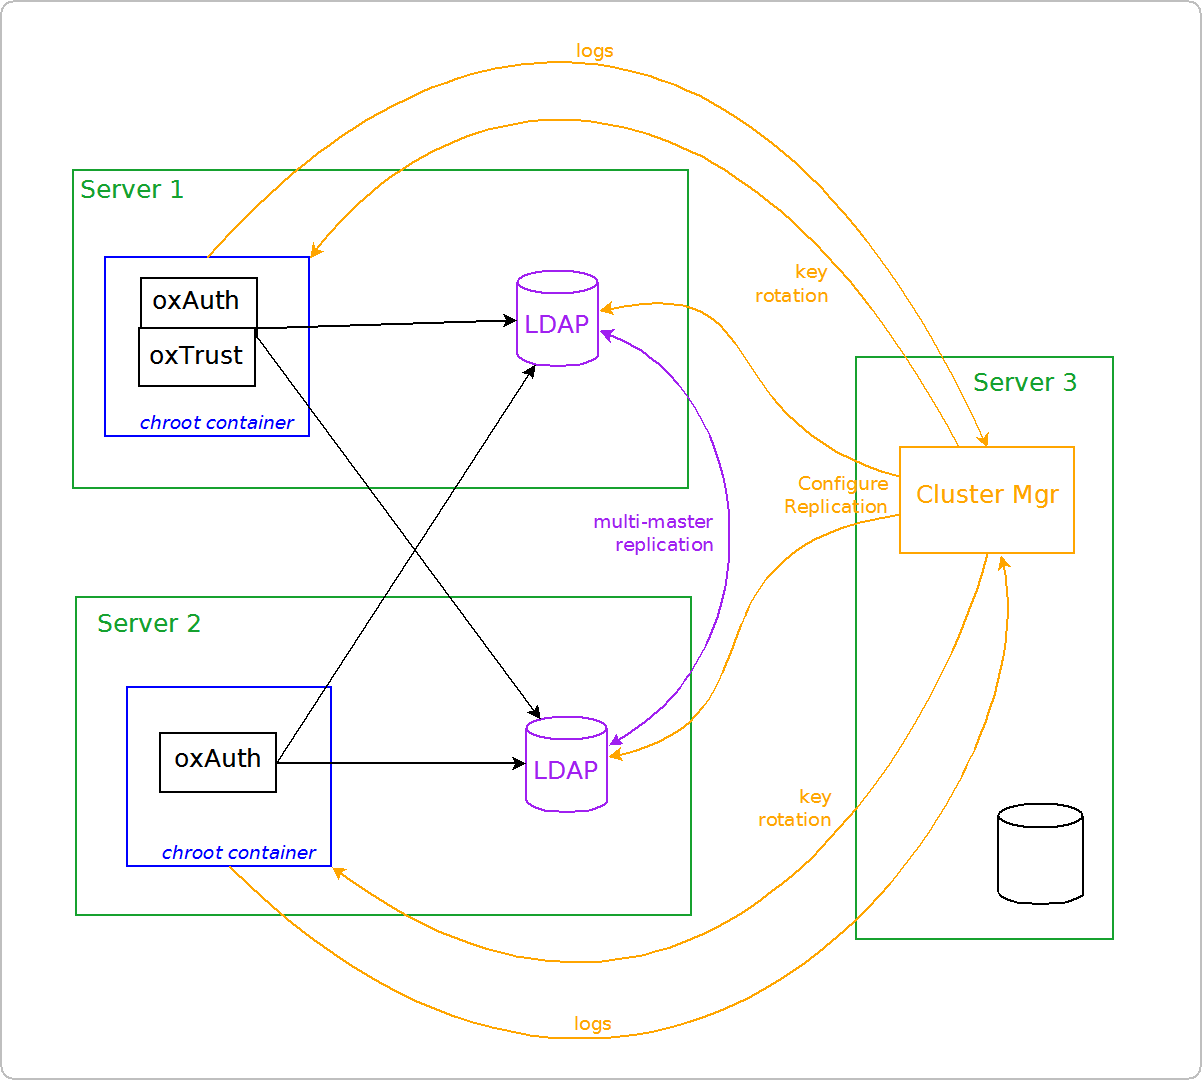 logs
Server 1
key
rotation
oxAuth
LDAP
oxTrust
chroot container
Server 3
Configure
Replication
Cluster Mgr
multi-master
replication
Server 2
oxAuth
LDAP
key
rotation
chroot container
logs